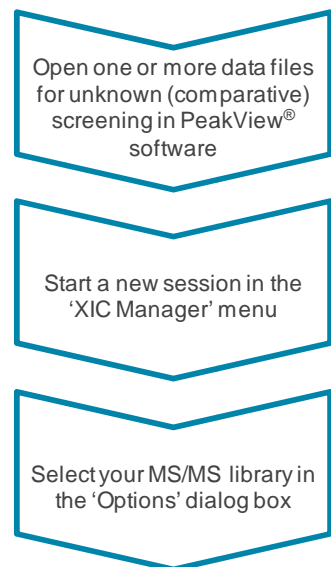 Open one or more data files
for unknown (comparative)
screening in PeakView®
software
Start a new session in the
‘XIC Manager’ menu
Select your MS/MS library in
the ‘Options’ dialog box